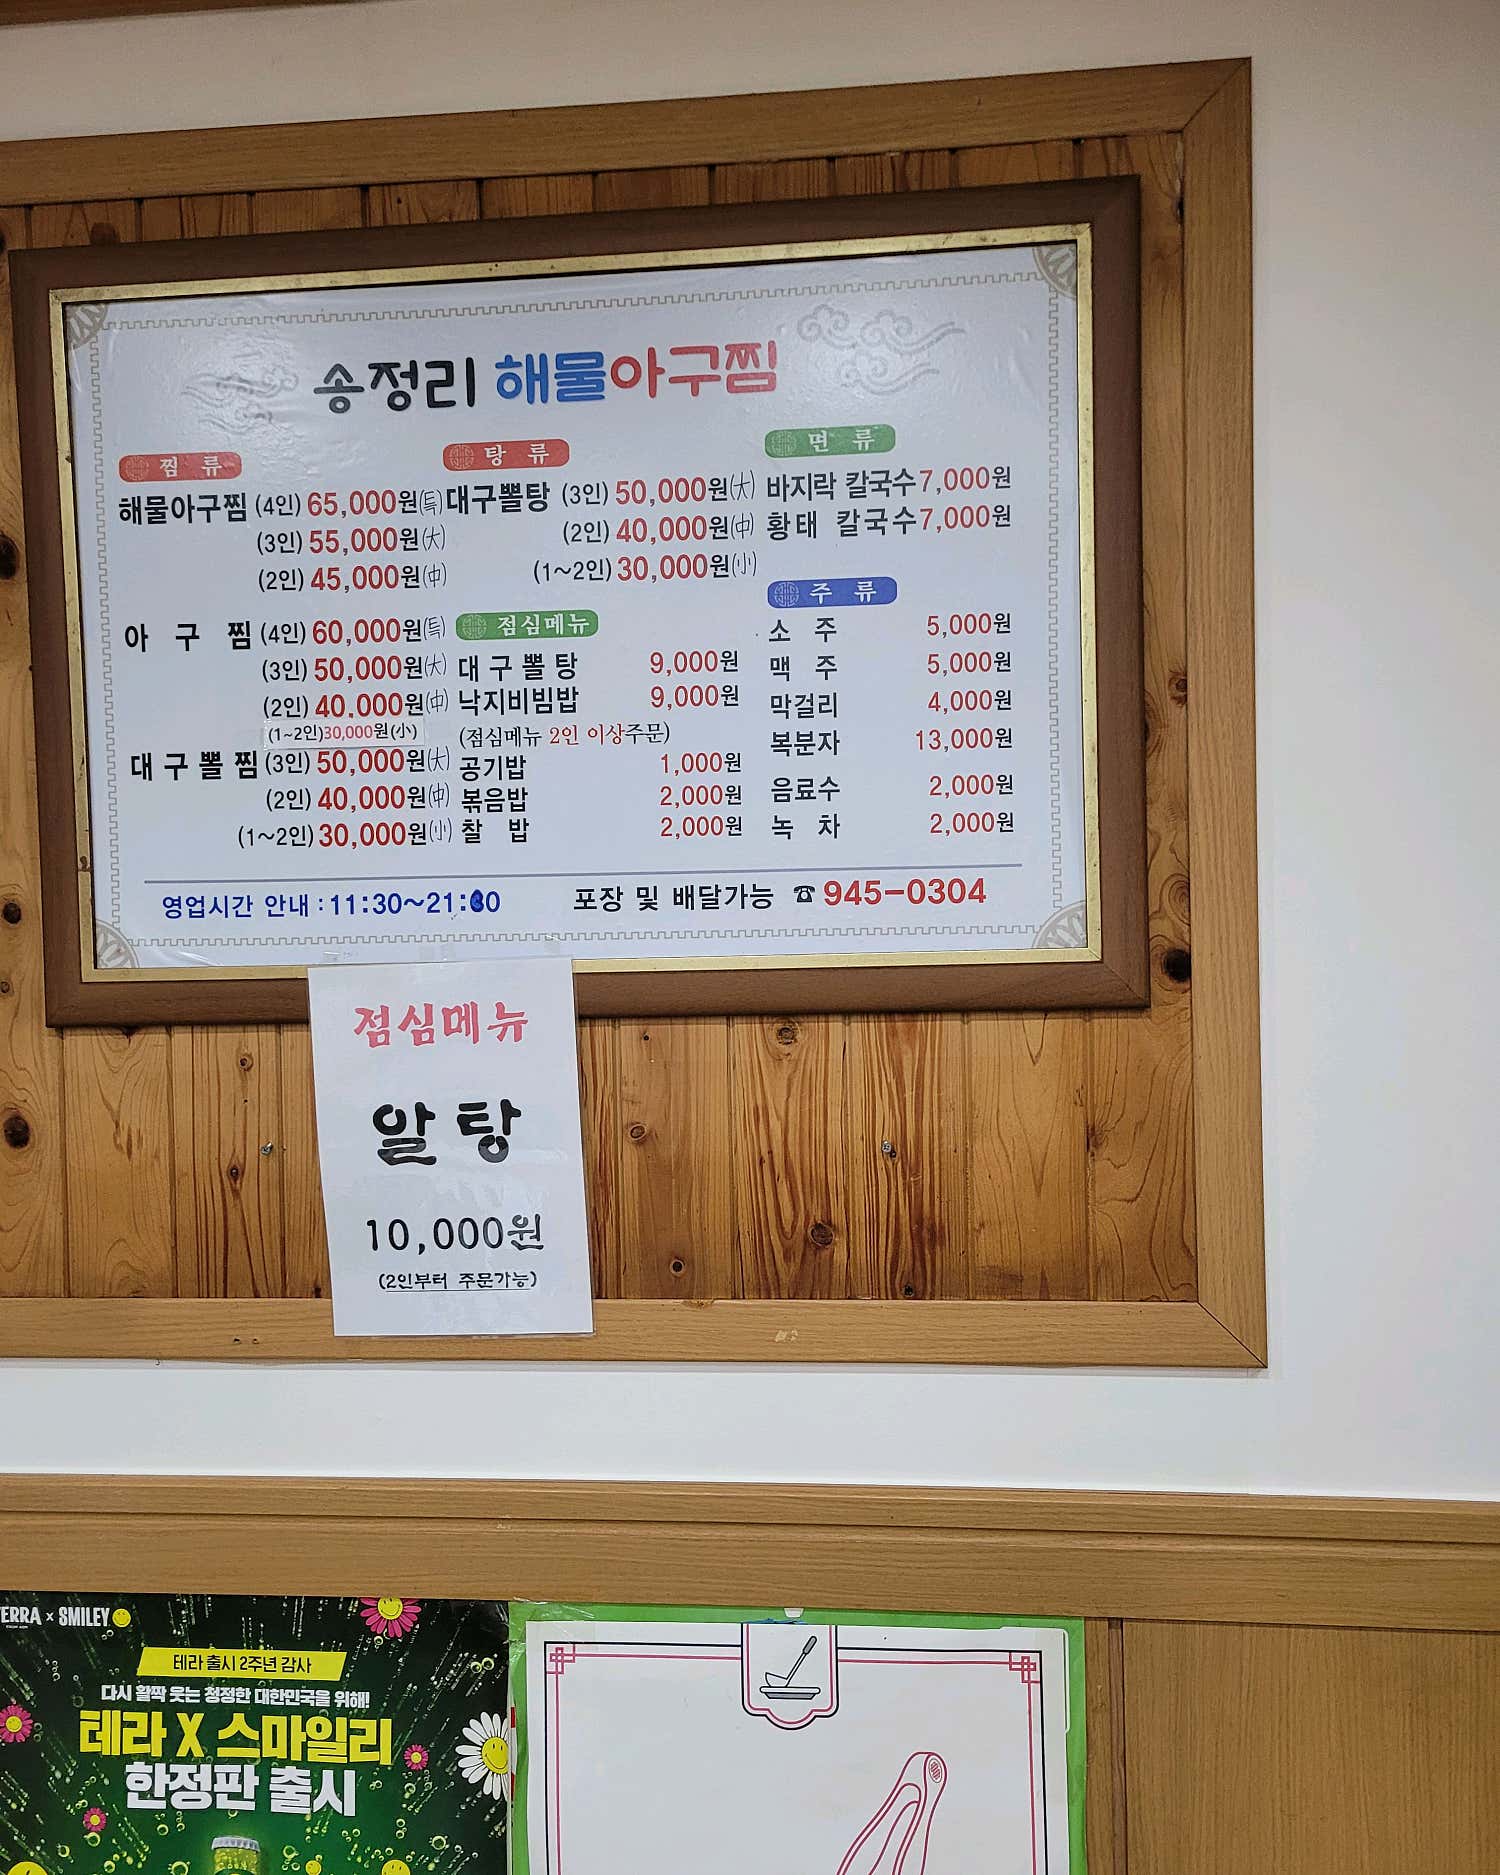 송정리 해물아구찜
찜 류
해물아구찜 (4인) 65,000원(특)
(3인) 55,000원(大)
(2인) 45,000원(中)
아 구 찜 (4인) 60,000원(특)
(3인) 50,000원(大)
(2인) 40,000원(中)
(1~2인)30,000원(小)
대 구 뽈 찜 (3인) 50,000원(大)
(2인) 40,000원(中)
(1~2인) 30,000원(小)
탕 류
대구뽈탕 (3인) 50,000원(大)
(2인) 40,000원(中)
(1~2인) 30,000원(小)
점심메뉴
대 구 뽈 탕 9,000원
낙지비빔밥 9,000원
(점심메뉴 2인 이상주문)
공기밥 1,000원
볶음밥 2,000원
찰 밥 2,000원
면 류
바지락 칼국수 7,000원
황태 칼국수 7,000원
주 류
소 주 5,000원
맥 주 5,000원
막걸리 4,000원
복분자 13,000원
음료수 2,000원
녹 차 2,000원
영업시간 안내 : 11:30~21:00
포장 및 배달가능 ☎ 945-0304
점심메뉴
알탕
10,000원
(2인부터 주문가능)
ERRA x SMILEY
테라 출시 2주년 감사
다시 활짝 웃는 청정한 대한민국을 위해!
테라 X 스마일리
한정판 출시